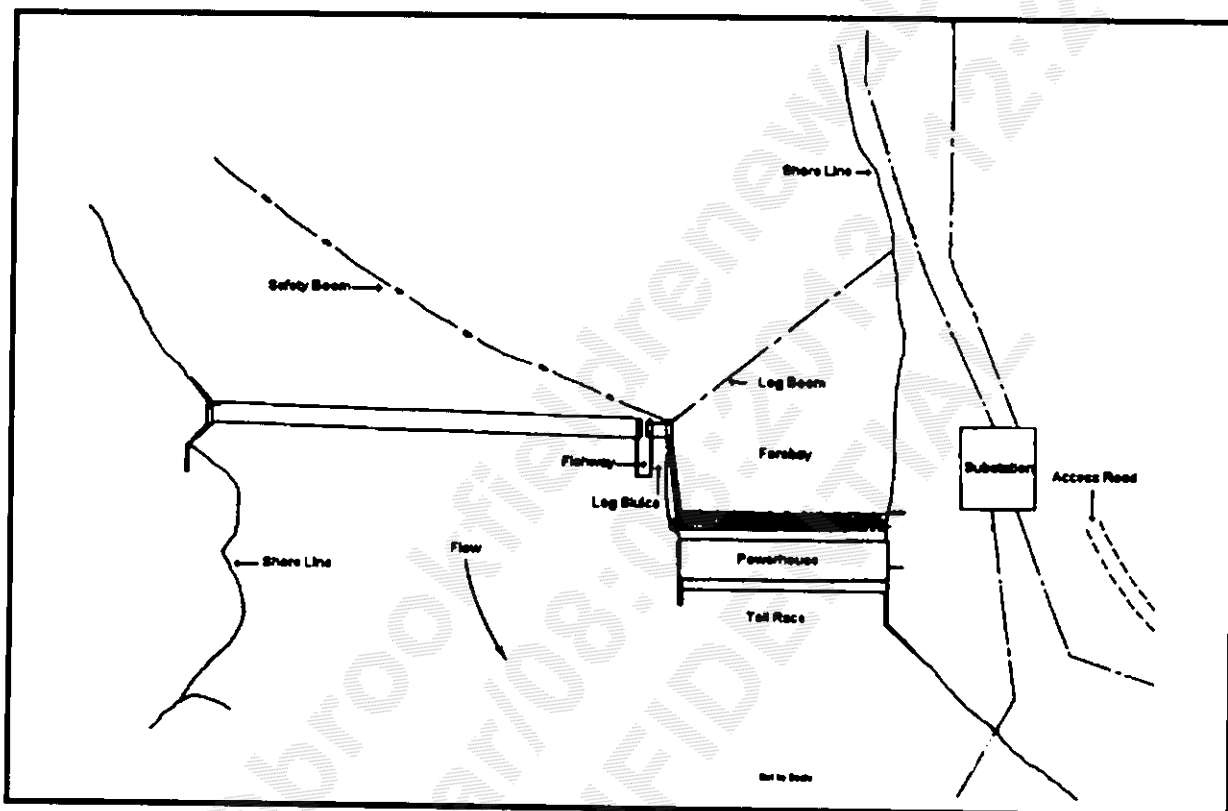 Shore Line
Safety Boom
Log Boom
Forebay
Fishway
Substation
Access Road
Log Sluice
Flow
Powerhouse
Shore Line
Tail Race
Not to Scale